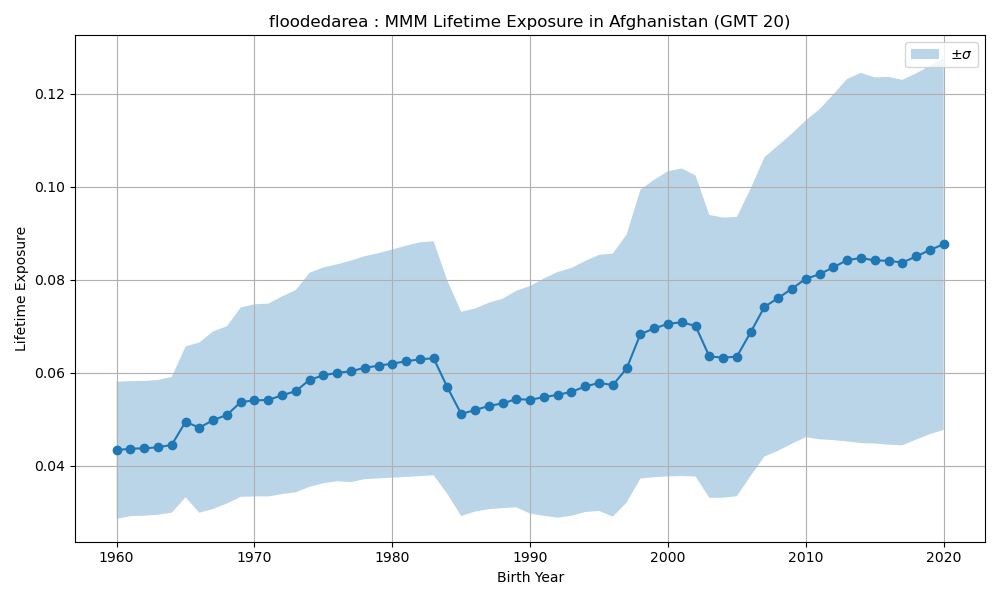 floodedarea : MMM Lifetime Exposure in Afghanistan (GMT 20)
±σ
Lifetime Exposure
0.12
0.10
0.08
0.06
0.04
1960 1970 1980 1990 2000 2010 2020
Birth Year